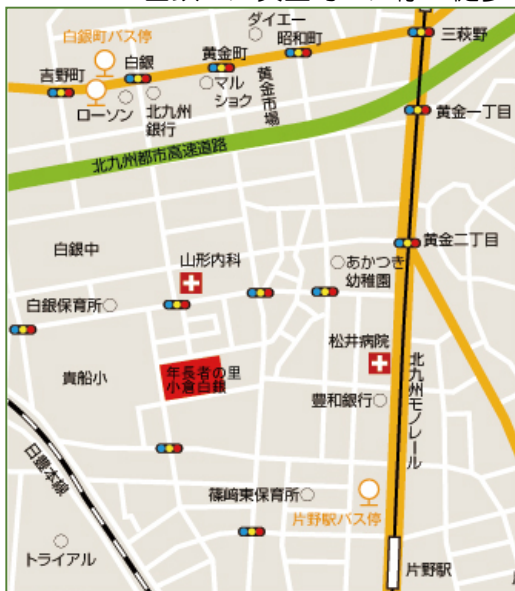 ダイエー
白銀町バス停
昭和町
三萩野
吉野町
白銀
黄金町
マル
ショク
黄金市場
ローソン
北九州
銀行
黄金一丁目
北九州都市高速道路
白銀中
山形内科
あかつき
幼稚園
黄金二丁目
白銀保育所
松井病院
貴船小
年長者の里
小倉白銀
豊和銀行
北九州モノレール
日豊本線
篠﨑東保育所
片野駅バス停
トライアル
片野駅